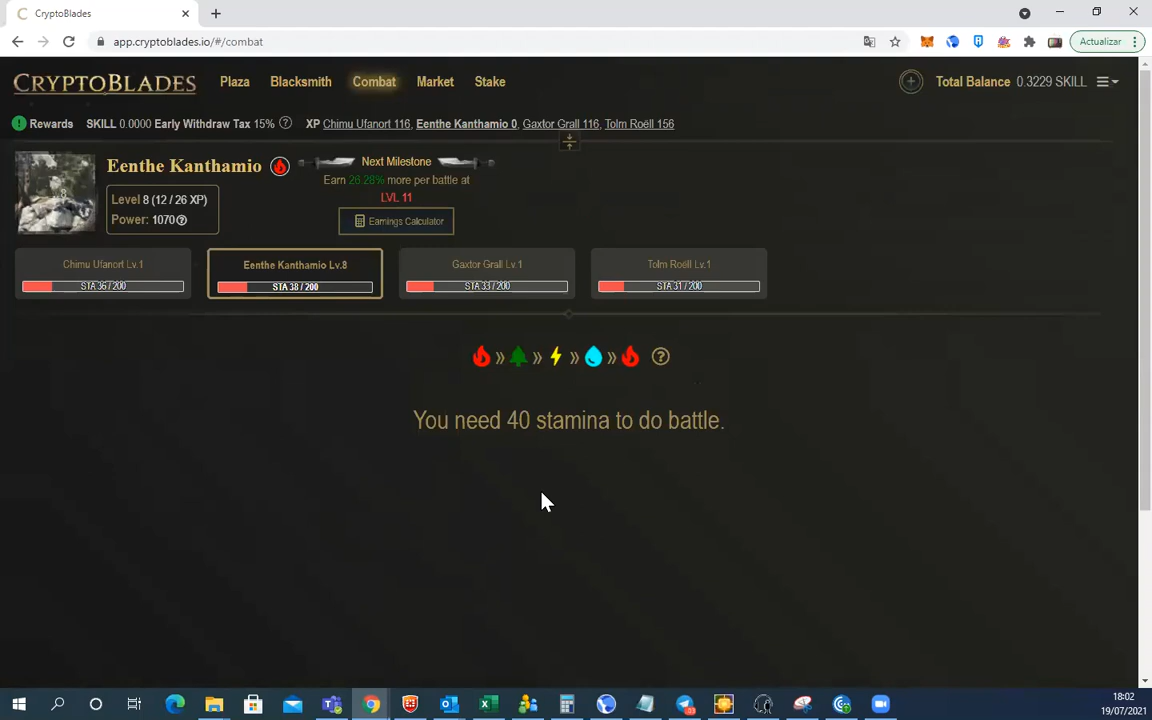 CryptoBlades
app.cryptoblades.io/#/combat
Actualizar
CRYPTOBLADES
Plaza
Blacksmith
Combat
Market
Stake
Total Balance 0.3229 SKILL
Rewards SKILL 0.0000 Early Withdraw Tax 15% XP Chimu Ufanort 116, Eenthe Kanthamio 0, Gaxtor Grall 116, Tolm Roëll 156
Eenthe Kanthamio
Level 8 (12 / 26 XP)
Power: 1070
Next Milestone
Earn 26.28% more per battle at
LVL 11
Earnings Calculator
Chimu Ufanort Lv.1
STA 36 / 200
Eenthe Kanthamio Lv.8
STA 38 / 200
Gaxtor Grall Lv.1
STA 33 / 200
Tolm Roëll Lv.1
STA 31 / 200
You need 40 stamina to do battle.
18:02
19/07/2021